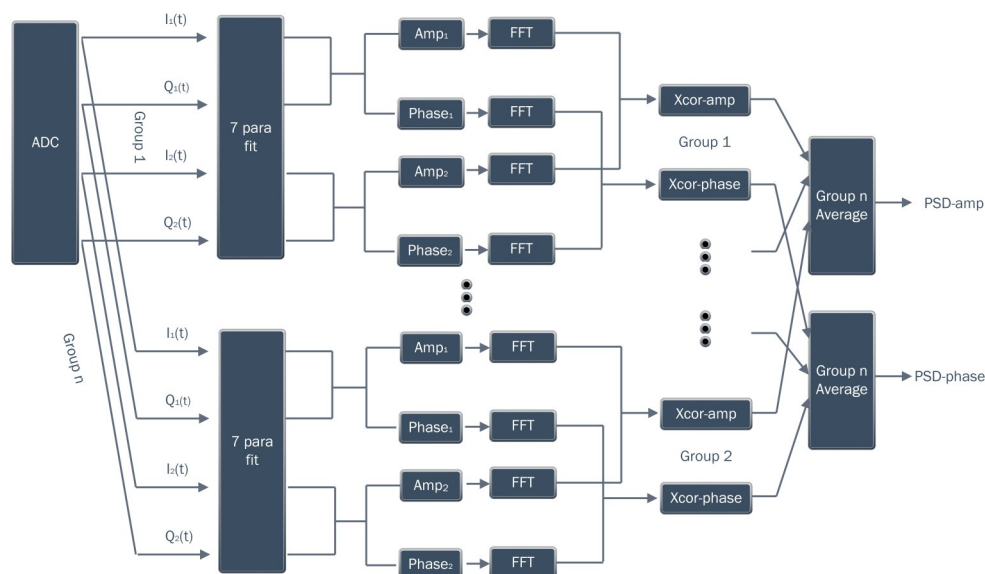 I₁(t)
Amp₁
FFT
Q₁(t)
Xcor-amp
Phase₁
FFT
Group 1
ADC
7 para
fit
Group 1
I₂(t)
Amp₂
FFT
Xcor-phase
Group n
Average
PSD-amp
Q₂(t)
Phase₂
FFT
I₁(t)
Amp₁
FFT
Group n
Group n
Average
PSD-phase
Q₁(t)
Xcor-amp
Phase₁
FFT
7 para
fit
Group 2
I₂(t)
Amp₂
FFT
Xcor-phase
Q₂(t)
Phase₂
FFT